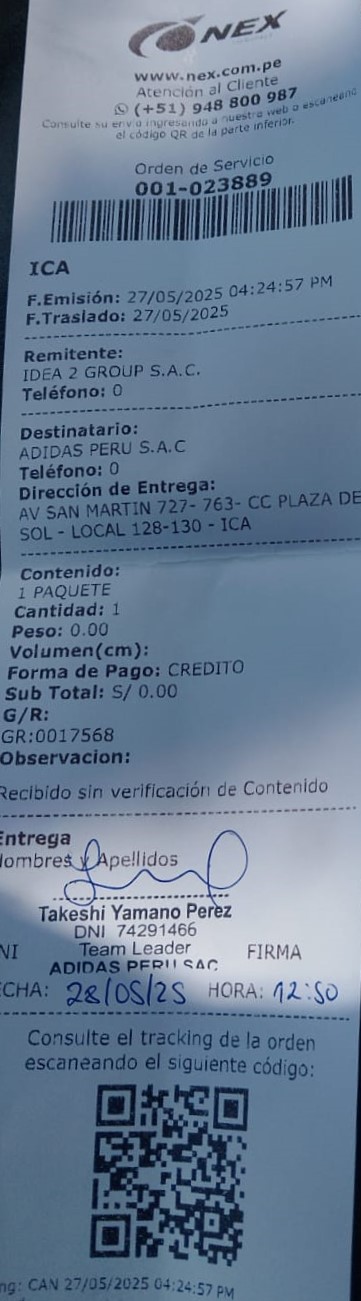 NEX
www.nex.com.pe
Atención al Cliente
(+51) 948 800 987
Consulte su envío ingresando a nuestra web o escaneando
el código QR de la parte inferior.
Orden de Servicio
001-023889
ICA
F.Emisión: 27/05/2025 04:24:57 PM
F.Traslado: 27/05/2025
Remitente:
IDEA 2 GROUP S.A.C.
Teléfono: 0
Destinatario:
ADIDAS PERU S.A.C
Teléfono: 0
Dirección de Entrega:
AV SAN MARTIN 727- 763- CC PLAZA DE
SOL - LOCAL 128-130 - ICA
Contenido:
1 PAQUETE
Cantidad: 1
Peso: 0.00
Volumen(cm):
Forma de Pago: CREDITO
Sub Total: S/ 0.00
G/R:
GR:0017568
Observacion:
Recibido sin verificación de Contenido
Entrega
Nombres y Apellidos
Takeshi Yamano Perez
DNI 74291466
NI Team Leader FIRMA
ADIDAS PERU SAC
ECHA: 28/05/25 HORA: 12:50
Consulte el tracking de la orden
escaneando el siguiente código:
ng: CAN 27/05/2025 04:24:57 PM